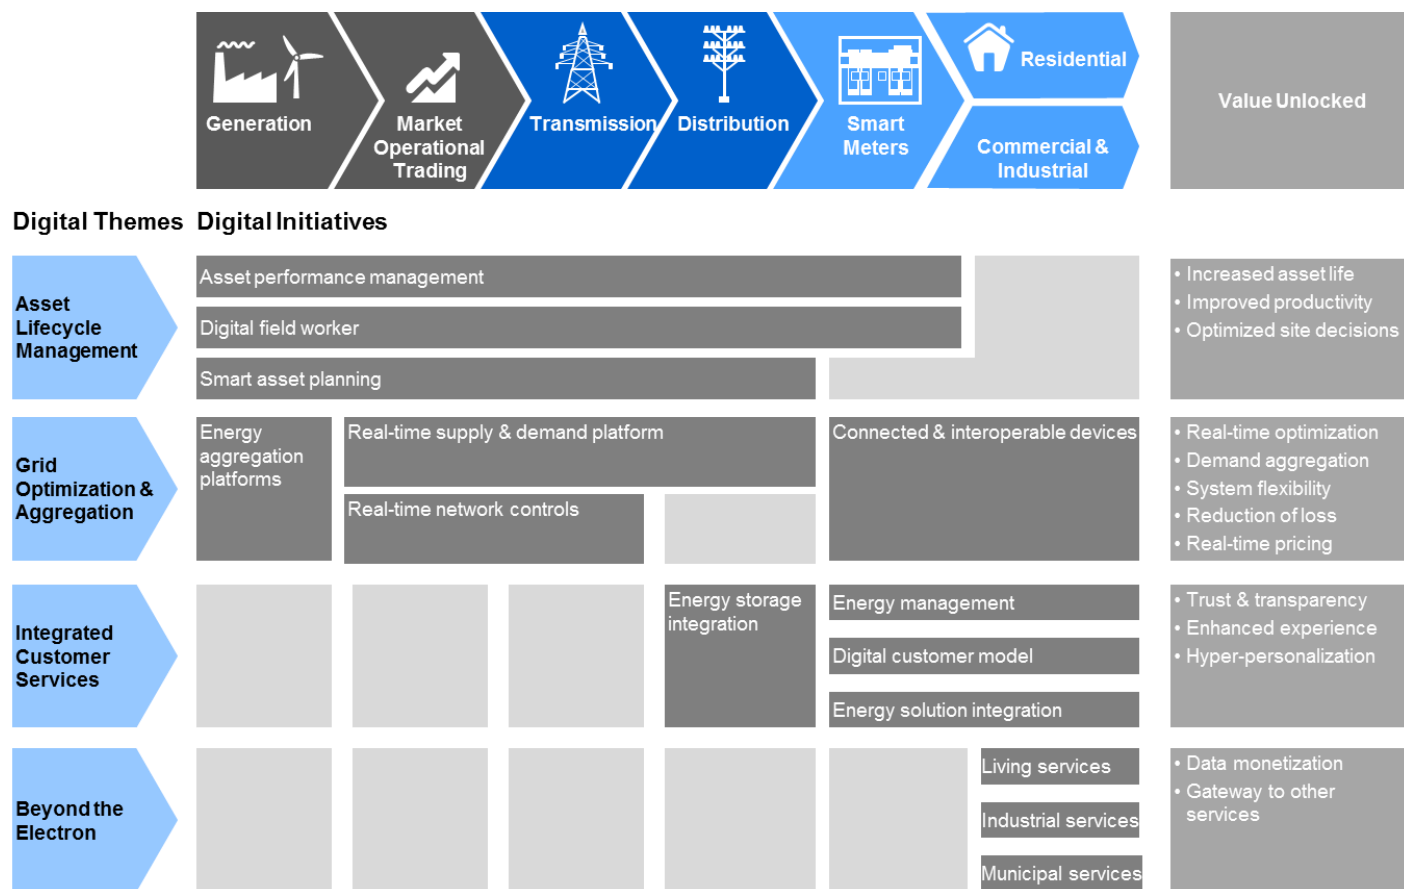 Generation
Market
Operational
Trading
Transmission
Distribution
Smart
Meters
Residential
Commercial &
Industrial
Value Unlocked
Digital Themes
Digital Initiatives
Asset
Lifecycle
Management
Asset performance management
Digital field worker
Smart asset planning
• Increased asset life
• Improved productivity
• Optimized site decisions
Grid
Optimization &
Aggregation
Energy
aggregation
platforms
Real-time supply & demand platform
Real-time network controls
Connected & interoperable devices
• Real-time optimization
• Demand aggregation
• System flexibility
• Reduction of loss
• Real-time pricing
Integrated
Customer
Services
Energy storage
integration
Energy management
Digital customer model
Energy solution integration
• Trust & transparency
• Enhanced experience
• Hyper-personalization
Beyond the
Electron
Living services
Industrial services
Municipal services
• Data monetization
• Gateway to other
services